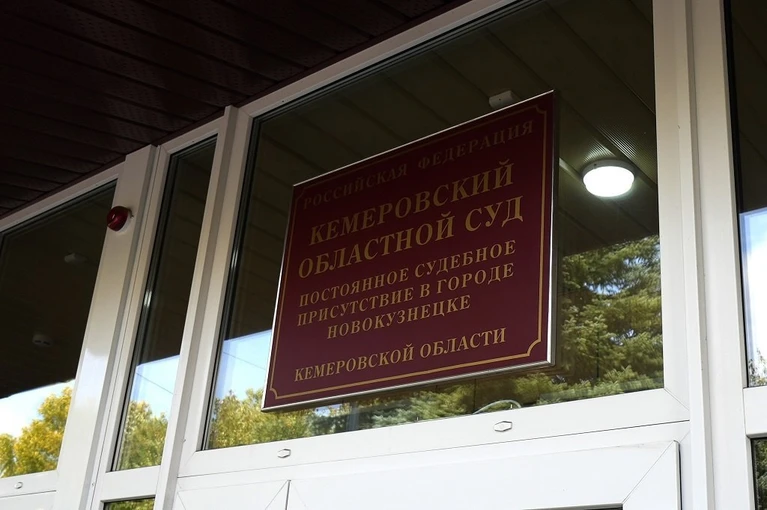 РОССИЙСКАЯ ФЕДЕРАЦИЯ
КЕМЕРОВСКИЙ
ОБЛАСТНОЙ СУД
ПОСТОЯННОЕ СУДЕБНОЕ
ПРИСУТСТВИЕ В ГОРОДЕ
НОВОКУЗНЕЦКЕ
КЕМЕРОВСКОЙ ОБЛАСТИ